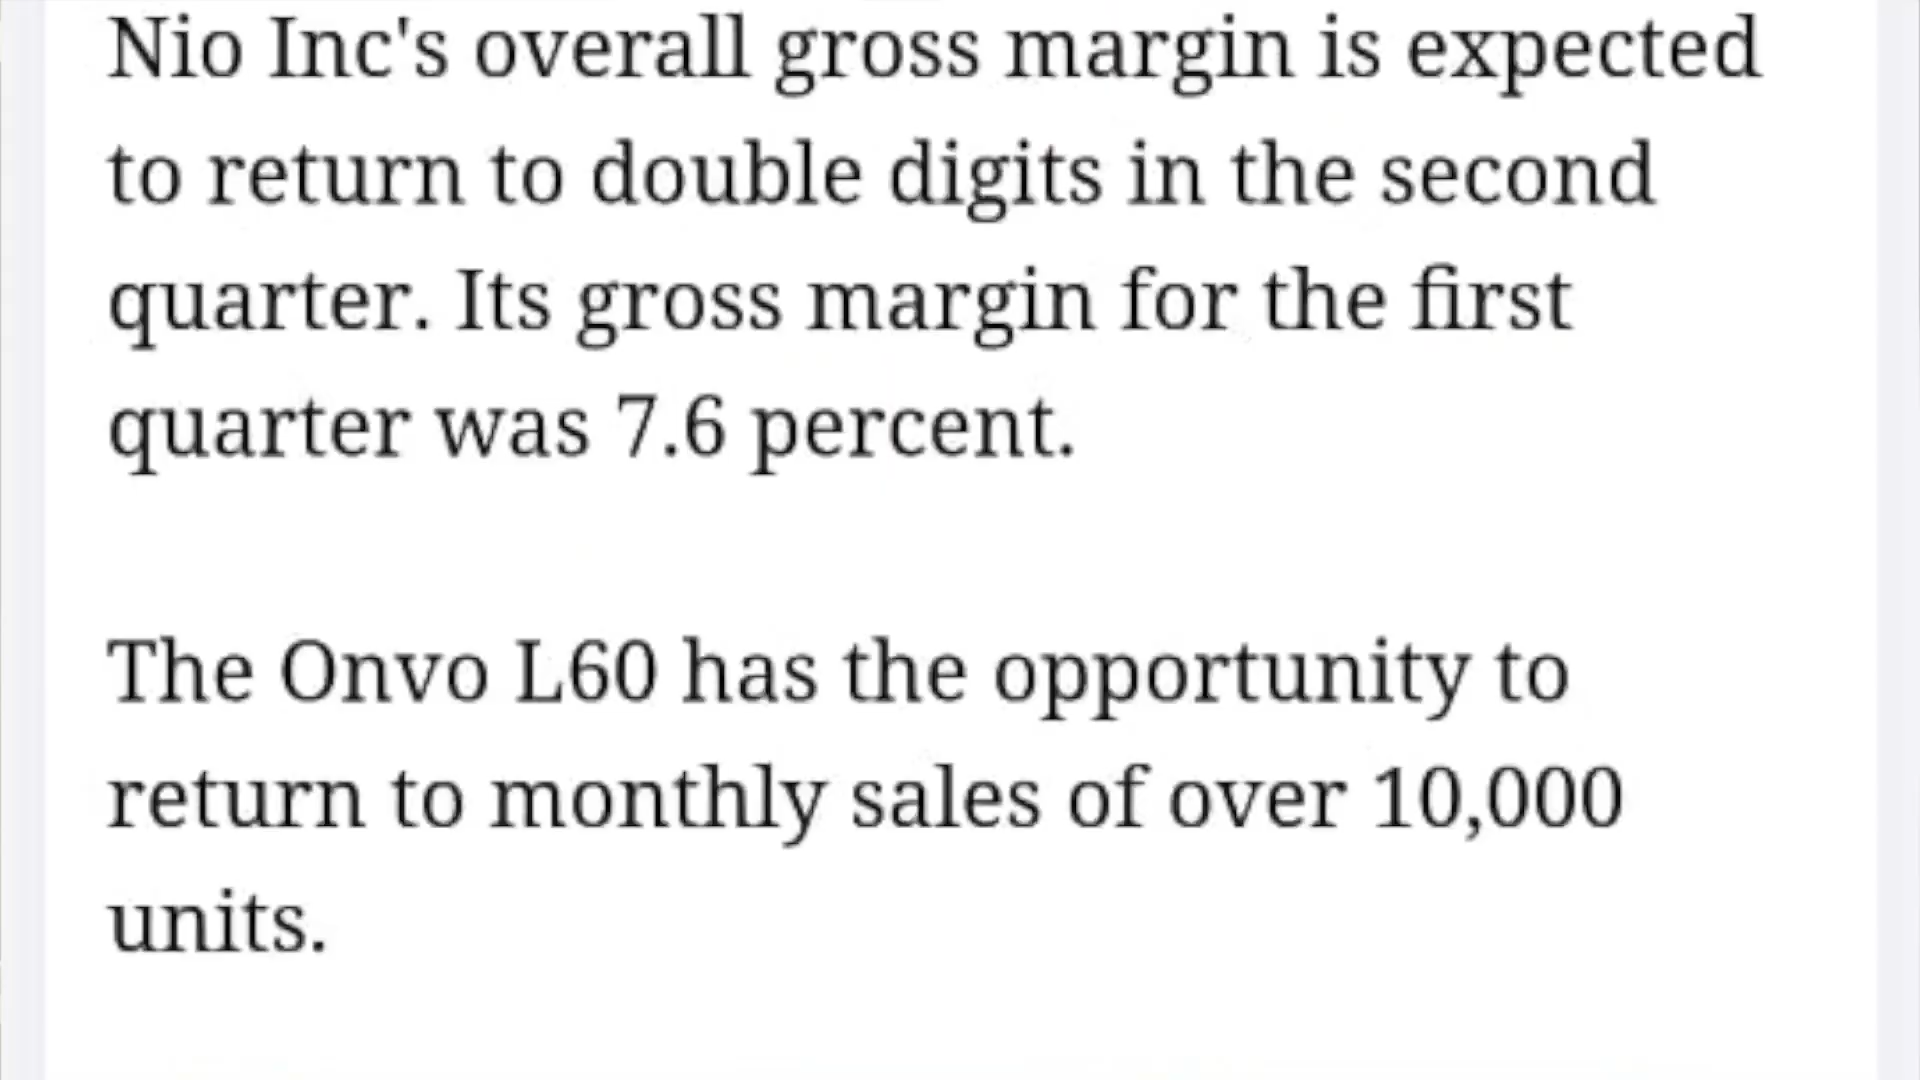 Nio Inc's overall gross margin is expected
to return to double digits in the second
quarter. Its gross margin for the first
quarter was 7.6 percent.
The Onvo L60 has the opportunity to
return to monthly sales of over 10,000
units.